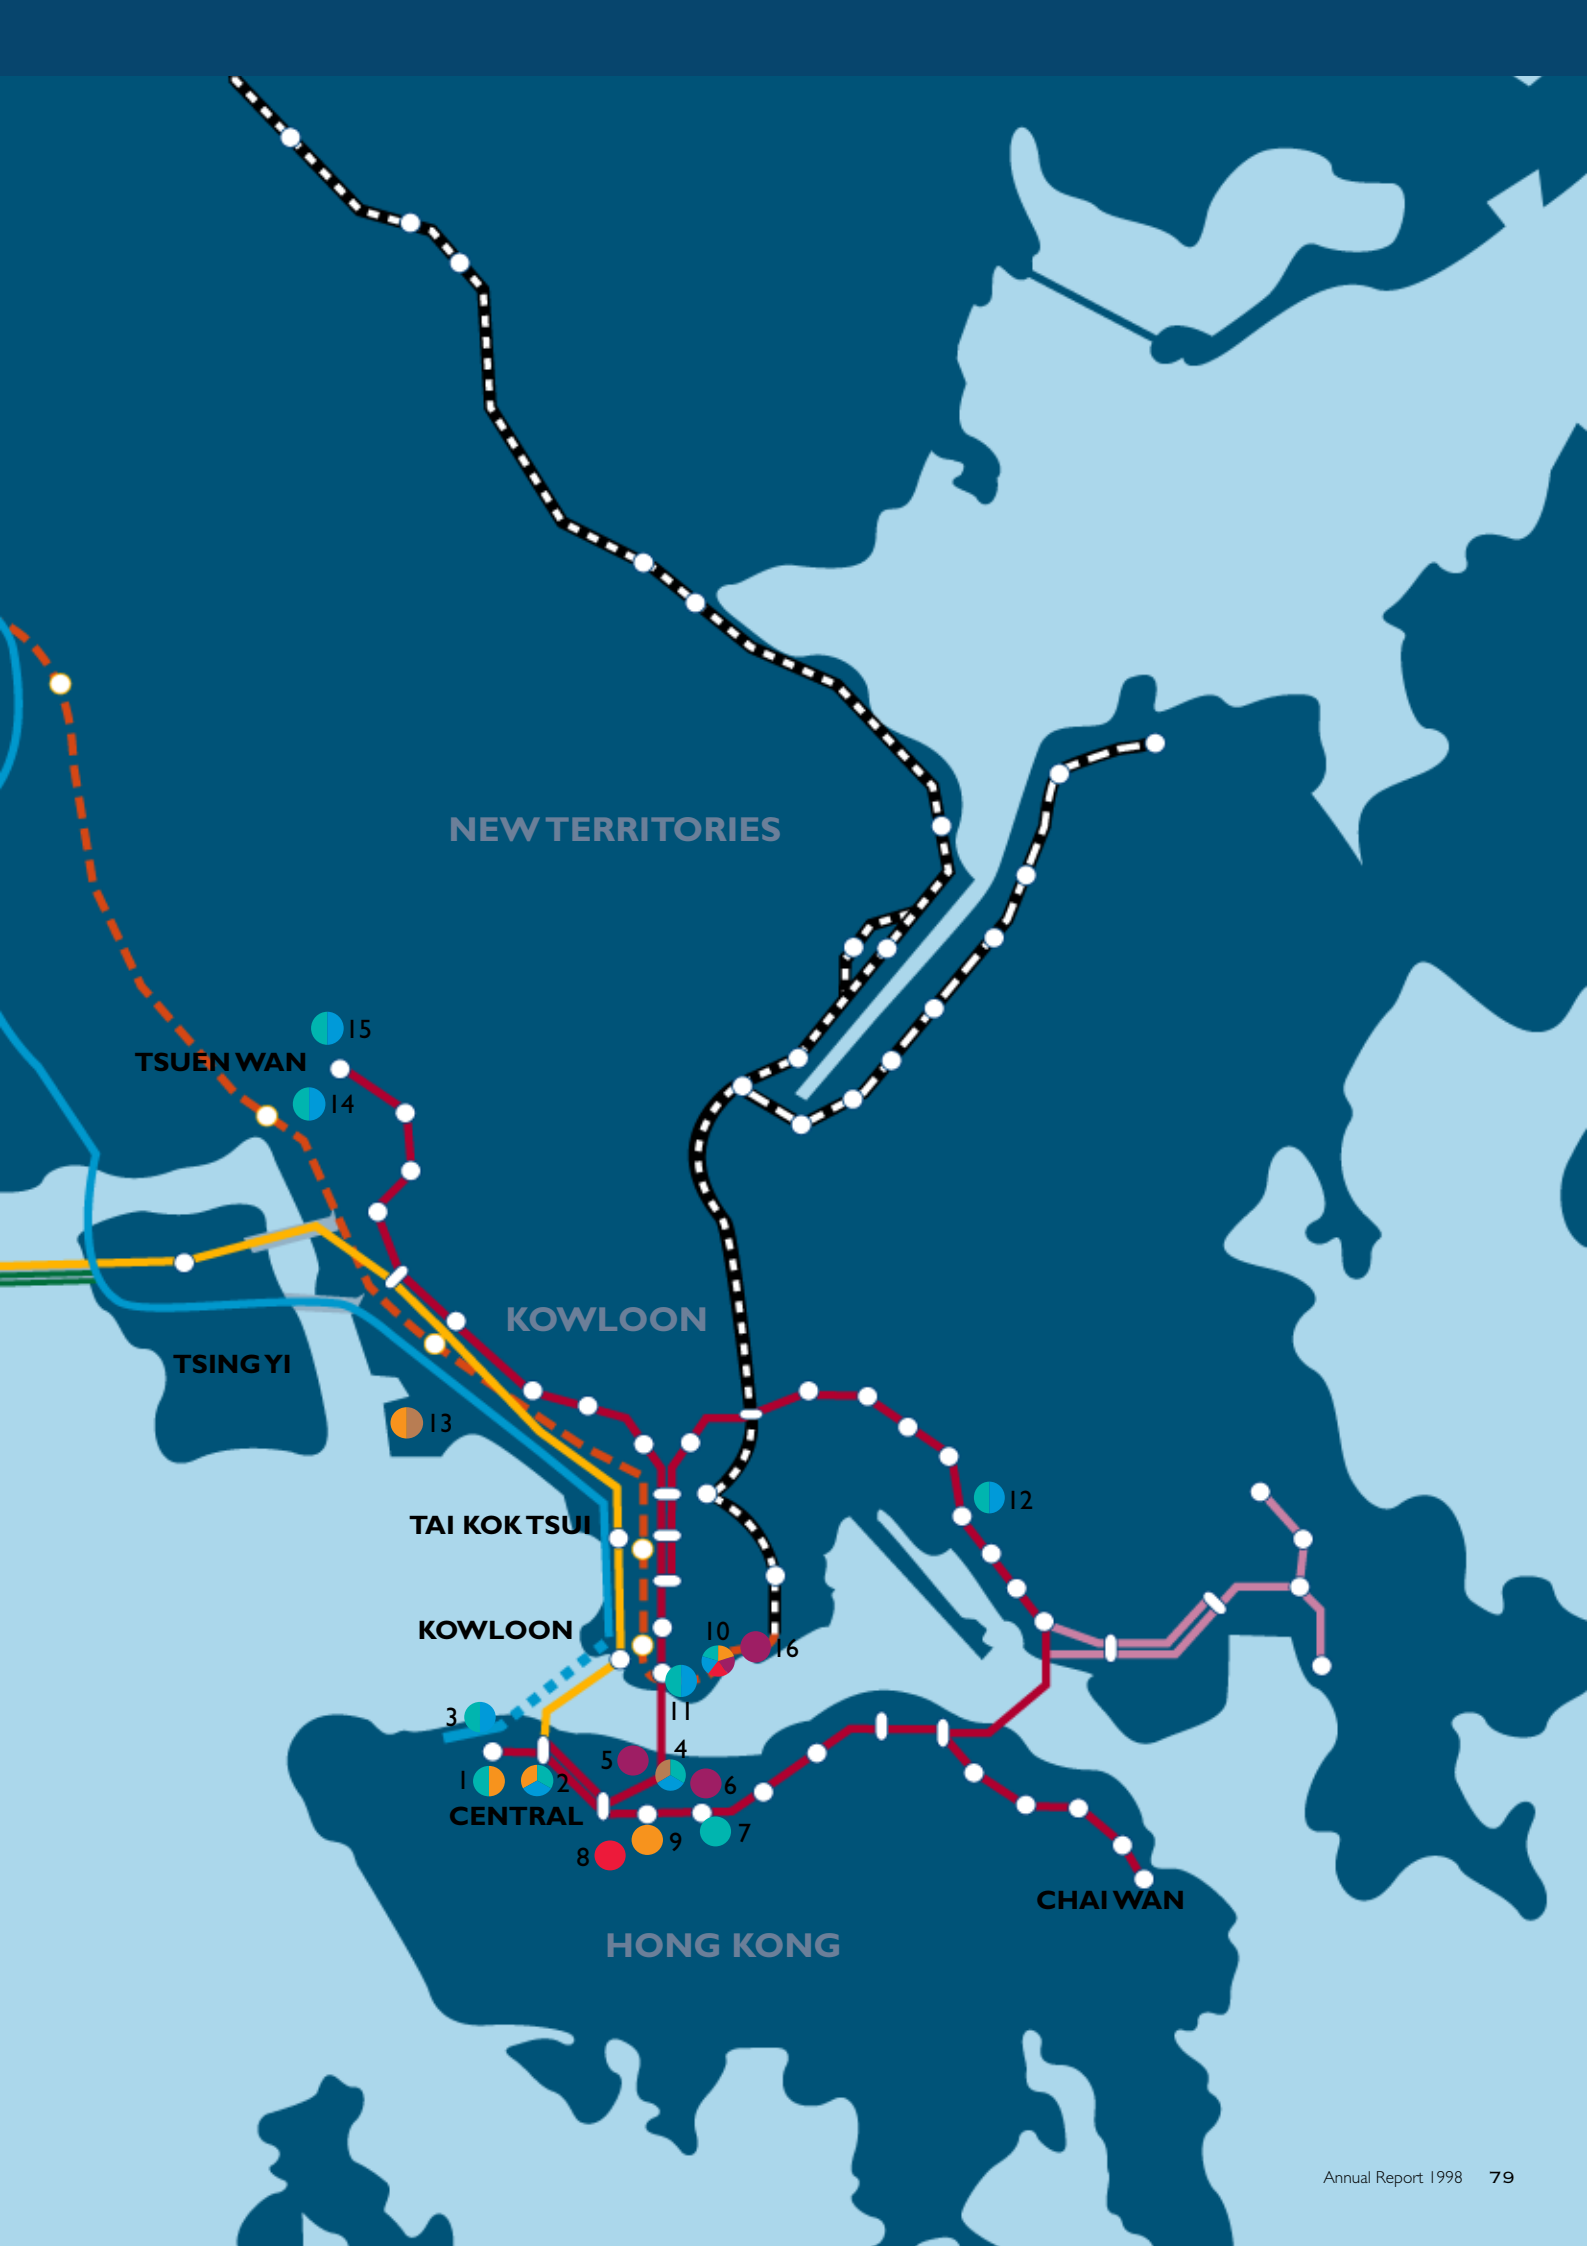 NEW TERRITORIES
15
TSUEN WAN
14
KOWLOON
TSING YI
13
12
TAI KOK TSUI
KOWLOON
10
16
11
3
4
5
1
2
6
CENTRAL
7
9
8
CHAI WAN
HONG KONG
Annual Report 1998 79